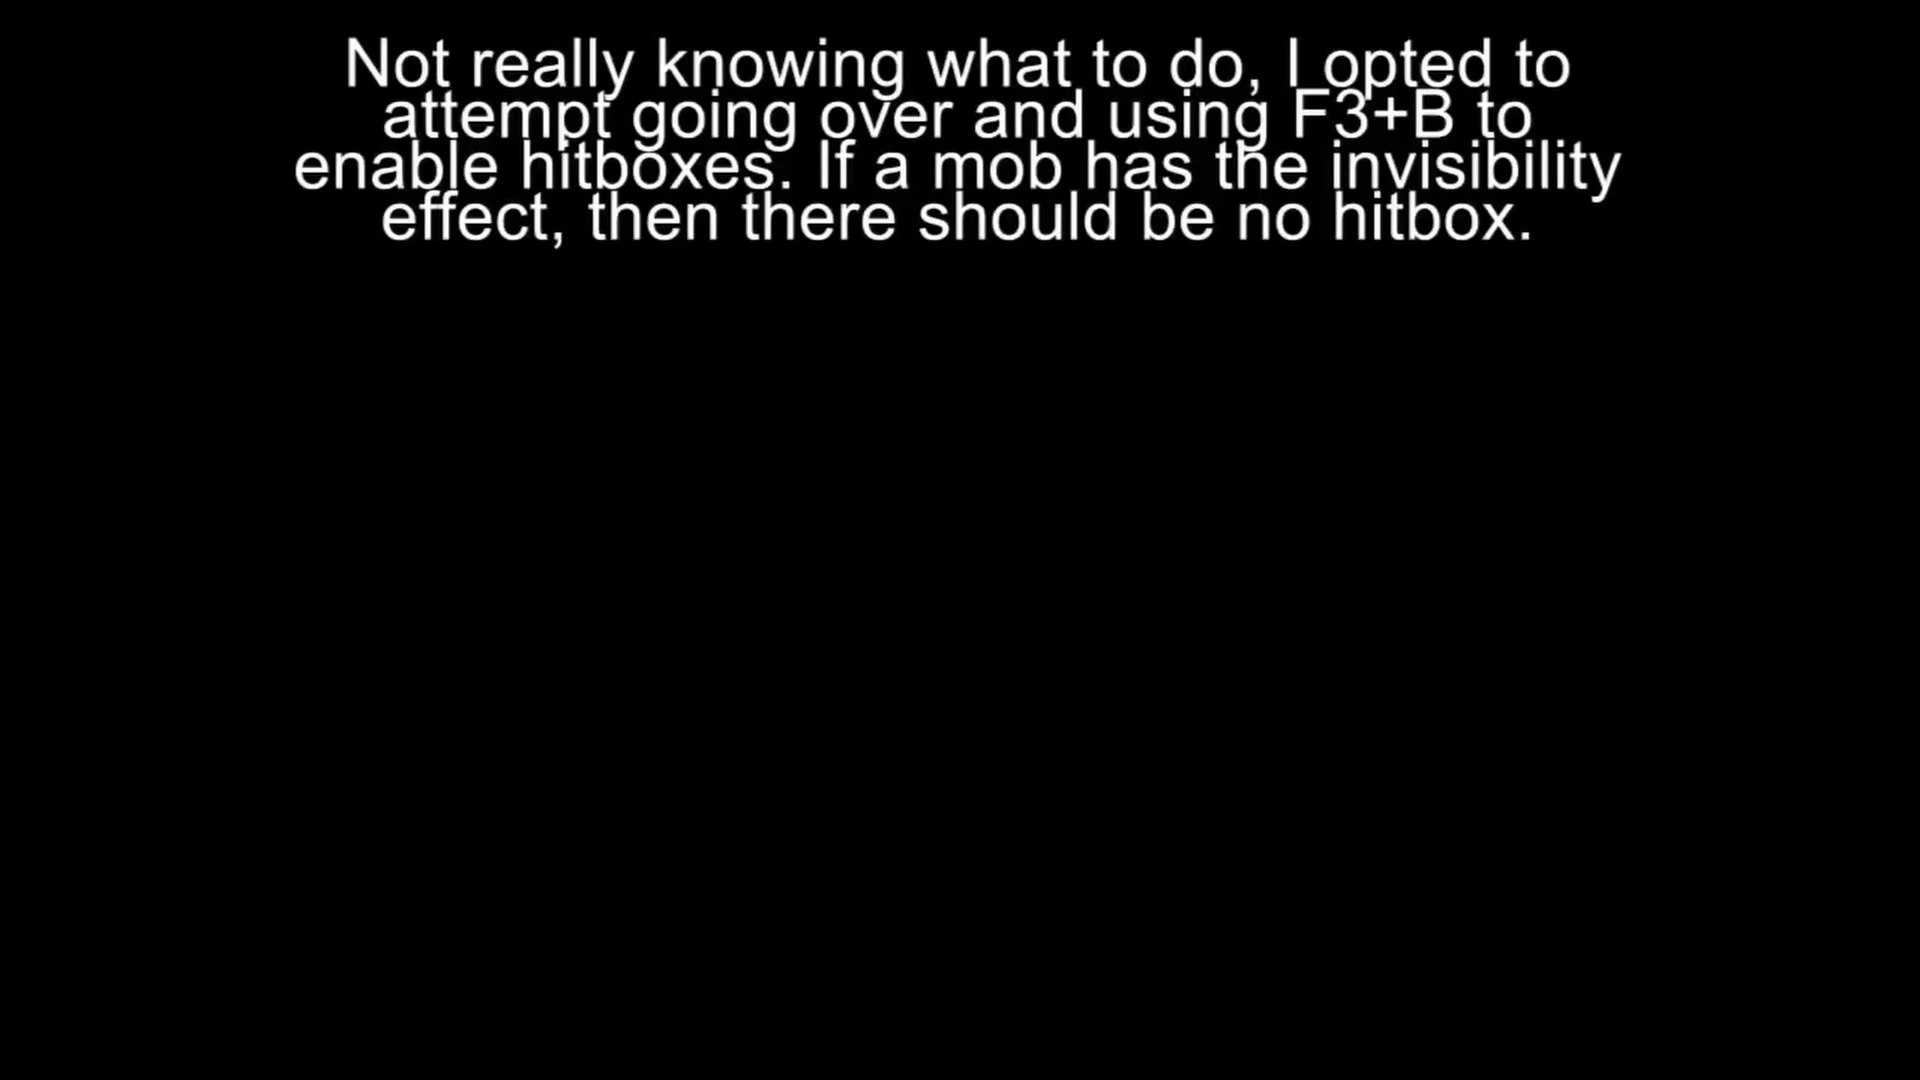 Not really knowing what to do, I opted to
attempt going over and using F3+B to
enable hitboxes. If a mob has the invisibility
effect, then there should be no hitbox.